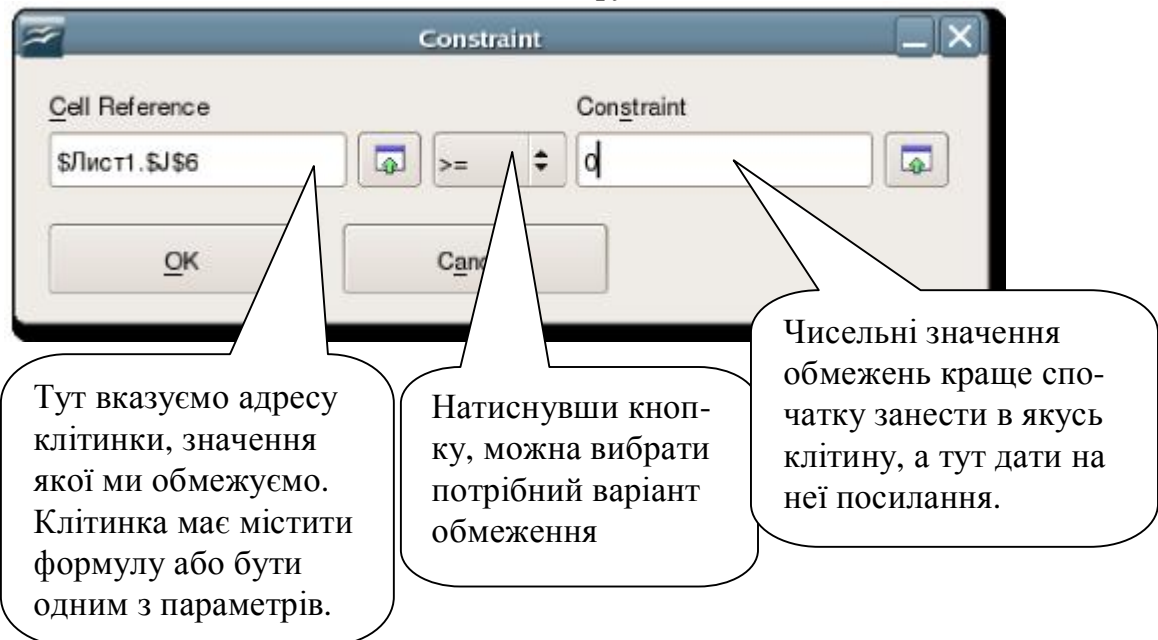 Constraint
Cell Reference
Constraint
$Лист1.$J$6
>=
0
OK
Тут вказуємо адресу
клітинки, значення
якої ми обмежуємо.
Клітинка має містити
формулу або бути
одним з параметрів.
Натиснувши кноп-
ку, можна вибрати
потрібний варіант
обмеження
Чисельні значення
обмежень краще спо-
чатку занести в якусь
клітину, а тут дати на
неї посилання.